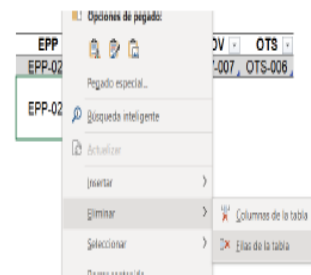 Opciones de pegado:
EPP OV OTS
EPP-02 -007 OTS-006
Pegado especial...
EPP-02
Búsqueda inteligente
Actualizar
Insertar
Eliminar
Columnas de la tabla
Seleccionar
Filas de la tabla